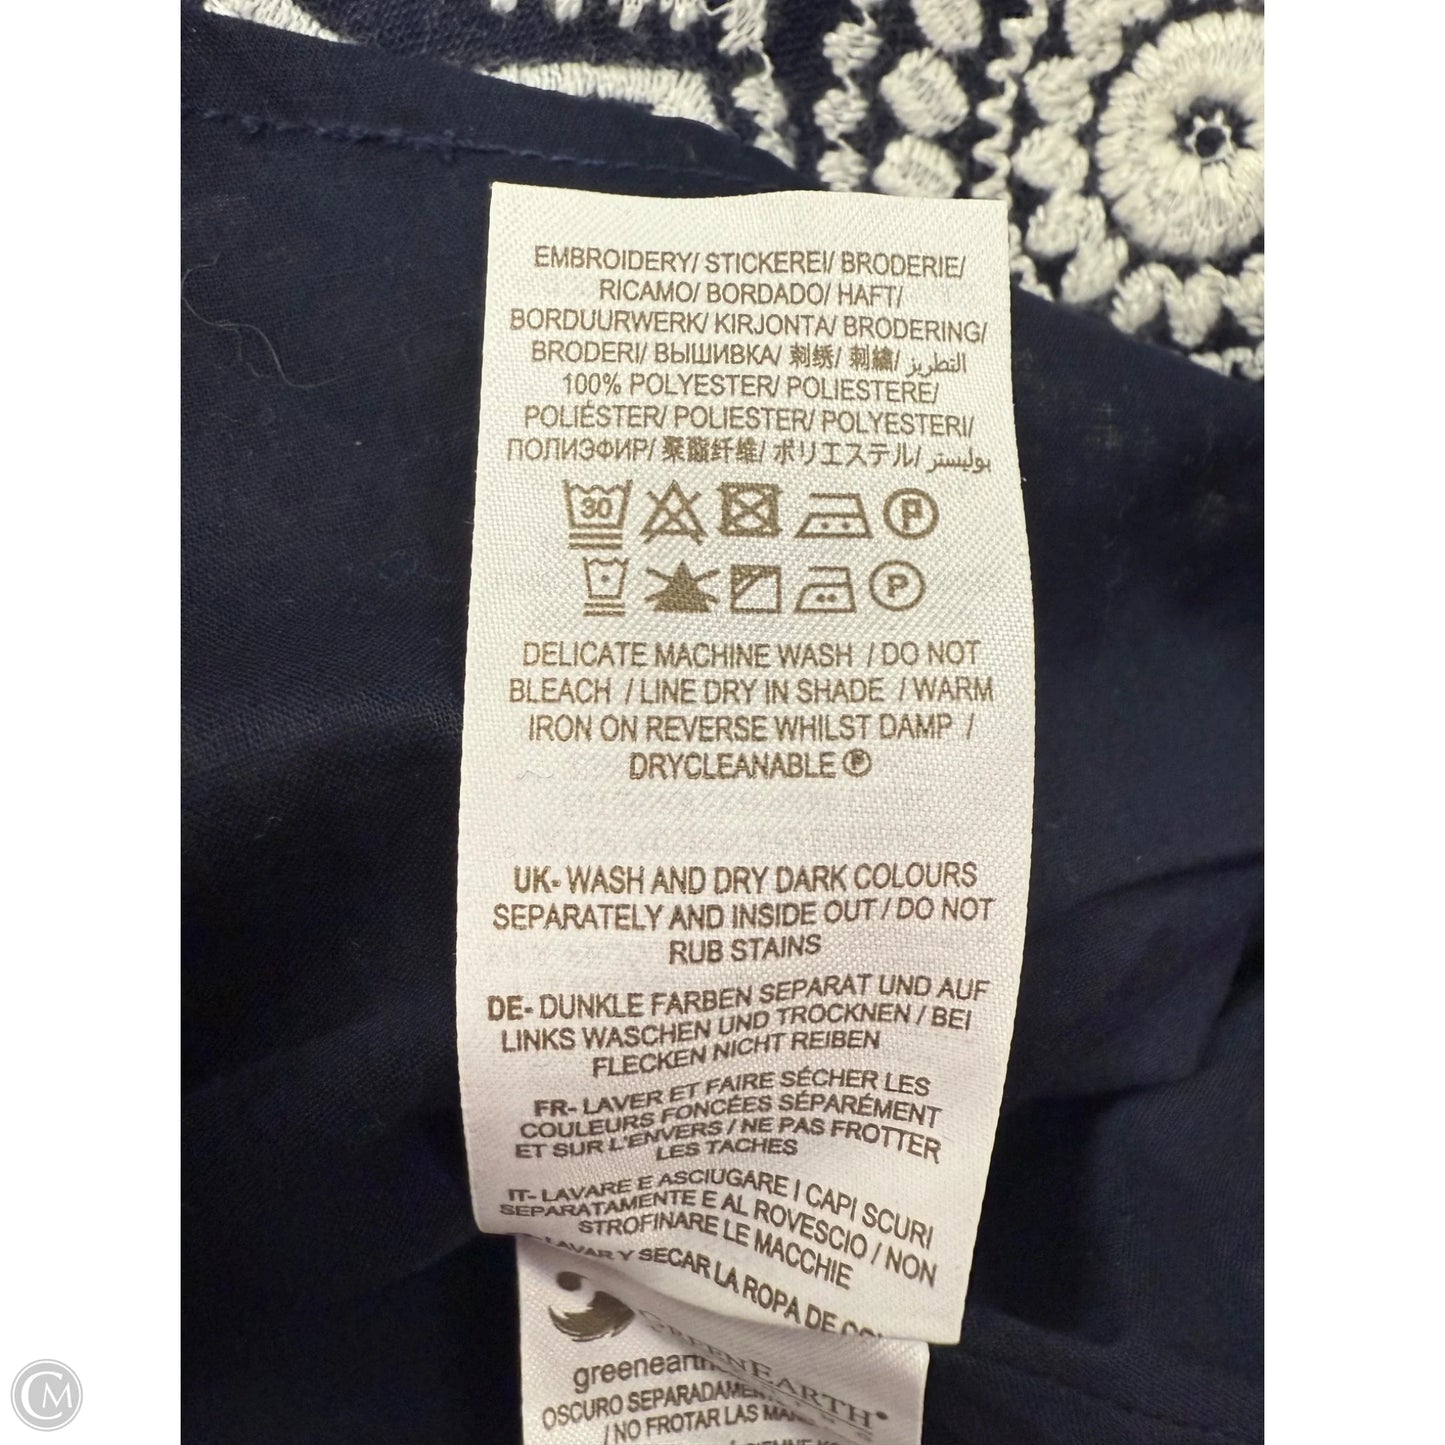 EMBROIDERY/ STICKEREI/ BRODERIE/
RICAMO/ BORDADO/ HAFT/
BORDUURWERK/ KIRJONTA/ BRODERING/
BRODERI/ ВЫШИВКА/ 刺绣/ 刺繍/ التطريز
100% POLYESTER/ POLIESTERE/
POLIÉSTER/ POLIESTER/ POLYESTERI/
ПОЛИЭФИР/ 聚酯纤维/ ポリエステル/ بوليستر
30 P
P
DELICATE MACHINE WASH / DO NOT
BLEACH / LINE DRY IN SHADE / WARM
IRON ON REVERSE WHILST DAMP /
DRYCLEANABLE Ⓟ
UK- WASH AND DRY DARK COLOURS
SEPARATELY AND INSIDE OUT / DO NOT
RUB STAINS
DE- DUNKLE FARBEN SEPARAT UND AUF
LINKS WASCHEN UND TROCKNEN / BEI
FLECKEN NICHT REIBEN
FR- LAVER ET FAIRE SÉCHER LES
COULEURS FONCÉES SÉPARÉMENT
ET SUR L'ENVERS / NE PAS FROTTER
LES TACHES
IT- LAVARE E ASCIUGARE I CAPI SCURI
SEPARATAMENTE E AL ROVESCIO / NON
STROFINARE LE MACCHIE
LAVAR Y SECAR LA ROPA DE
GREENEARTH
greenearth
OSCURO SEPARADAMEN
/ NO FROTAR LAS
CM